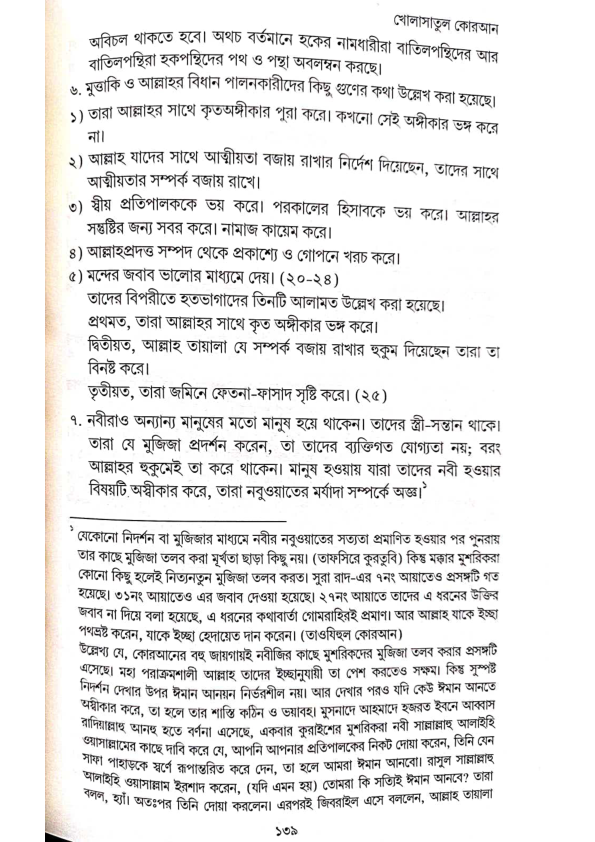 খোলাসাতুল কোরআন
অবিচল থাকতে হবে। অথচ বর্তমানে হকের নামধারীরা বাতিলপন্থিদের আর
বাতিলপন্থিরা হকপন্থিদের পথ ও পন্থা অবলম্বন করছে।
৬. মুত্তাকি ও আল্লাহর বিধান পালনকারীদের কিছু গুণের কথা উল্লেখ করা হয়েছে।
১) তারা আল্লাহর সাথে কৃতঅঙ্গীকার পুরা করে। কখনো সেই অঙ্গীকার ভঙ্গ করে
না।
২) আল্লাহ যাদের সাথে আত্মীয়তা বজায় রাখার নির্দেশ দিয়েছেন, তাদের সাথে
আত্মীয়তার সম্পর্ক বজায় রাখে।
৩) স্বীয় প্রতিপালককে ভয় করে। পরকালের হিসাবকে ভয় করে। আল্লাহর
সন্তুষ্টির জন্য সবর করে। নামাজ কায়েম করে।
৪) আল্লাহপ্রদত্ত সম্পদ থেকে প্রকাশ্যে ও গোপনে খরচ করে।
৫) মন্দের জবাব ভালোর মাধ্যমে দেয়। (২০-২৪)
তাদের বিপরীতে হতভাগাদের তিনটি আলামত উল্লেখ করা হয়েছে।
প্রথমত, তারা আল্লাহর সাথে কৃত অঙ্গীকার ভঙ্গ করে।
দ্বিতীয়ত, আল্লাহ তায়ালা যে সম্পর্ক বজায় রাখার হুকুম দিয়েছেন তারা তা
বিনষ্ট করে।
তৃতীয়ত, তারা জমিনে ফেতনা-ফাসাদ সৃষ্টি করে। (২৫)
৭. নবীরাও অন্যান্য মানুষের মতো মানুষ হয়ে থাকেন। তাদের স্ত্রী-সন্তান থাকে।
তারা যে মুজিজা প্রদর্শন করেন, তা তাদের ব্যক্তিগত যোগ্যতা নয়; বরং
আল্লাহর হুকুমেই তা করে থাকেন। মানুষ হওয়ায় যারা তাদের নবী হওয়ার
বিষয়টি অস্বীকার করে, তারা নবুওয়াতের মর্যাদা সম্পর্কে অজ্ঞ।১
১ যেকোনো নিদর্শন বা মুজিজার মাধ্যমে নবীর নবুওয়াতের সত্যতা প্রমাণিত হওয়ার পর পুনরায়
তার কাছে মুজিজা তলব করা মূর্খতা ছাড়া কিছু নয়। (তাফসিরে কুরতুবি) কিন্তু মক্কার মুশরিকরা
কোনো কিছু হলেই নিত্যনতুন মুজিজা তলব করত। সুরা রাদ-এর ৭নং আয়াতেও প্রসঙ্গটি গত
হয়েছে। ৩১নং আয়াতেও এর জবাব দেওয়া হয়েছে। ২৭নং আয়াতে তাদের এ ধরনের উক্তির
জবাব না দিয়ে বলা হয়েছে, এ ধরনের কথাবার্তা গোমরাহিরই প্রমাণ। আর আল্লাহ যাকে ইচ্ছা
পথভ্রষ্ট করেন, যাকে ইচ্ছা হেদায়েত দান করেন। (তাওযিহুল কোরআন)
উল্লেখ্য যে, কোরআনের বহু জায়গায়ই নবীজির কাছে মুশরিকদের মুজিজা তলব করার প্রসঙ্গটি
এসেছে। মহা পরাক্রমশালী আল্লাহ তাদের ইচ্ছানুযায়ী তা পেশ করতেও সক্ষম। কিন্তু সুস্পষ্ট
নিদর্শন দেখার উপর ঈমান আনয়ন নির্ভরশীল নয়। আর দেখার পরও যদি কেউ ঈমান আনতে
অস্বীকার করে, তা হলে তার শাস্তি কঠিন ও ভয়াবহ। মুসনাদে আহমাদে হজরত ইবনে আব্বাস
রাদিয়াল্লাহু আনহু হতে বর্ণনা এসেছে, একবার কুরাইশের মুশরিকরা নবী সাল্লাল্লাহু আলাইহি
ওয়াসাল্লামের কাছে দাবি করে যে, আপনি আপনার প্রতিপালকের নিকট দোয়া করেন, তিনি যেন
সাফা পাহাড়কে স্বর্ণে রূপান্তরিত করে দেন, তা হলে আমরা ঈমান আনবো। রাসুল সাল্লাল্লাহু
আলাইহি ওয়াসাল্লাম ইরশাদ করেন, (যদি এমন হয়) তোমরা কি সত্যিই ঈমান আনবে? তারা
বলল, হ্যাঁ। অতঃপর তিনি দোয়া করলেন। এরপরই জিবরাইল এসে বললেন, আল্লাহ তায়ালা
১৩৯